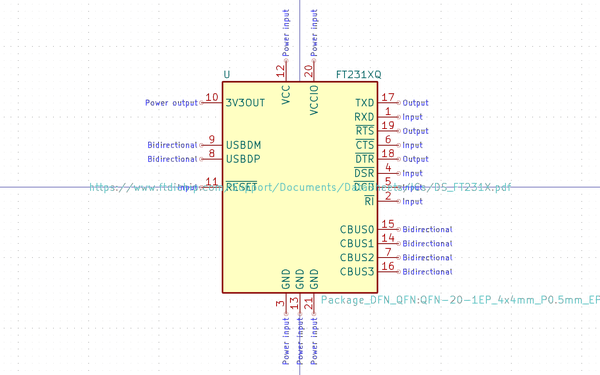 Power input
Power input
12
20
U
FT231XQ
VCC
VCCIO
Power output
10
3V3OUT
TXD
17
Output
RXD
1
Input
RTS
19
Output
Bidirectional
9
USBDM
CTS
6
Input
Bidirectional
8
USBDP
DTR
18
Output
DSR
4
Input
Input
11
RESET
5
Input
RI
2
Input
CBUS0
15
Bidirectional
CBUS1
14
Bidirectional
CBUS2
7
Bidirectional
CBUS3
16
Bidirectional
GND
GND
GND
3
13
21
Package_DFN_QFN:QFN-20-1EP_4x4mm_P0.5mm_EP
Power input
Power input
Power input